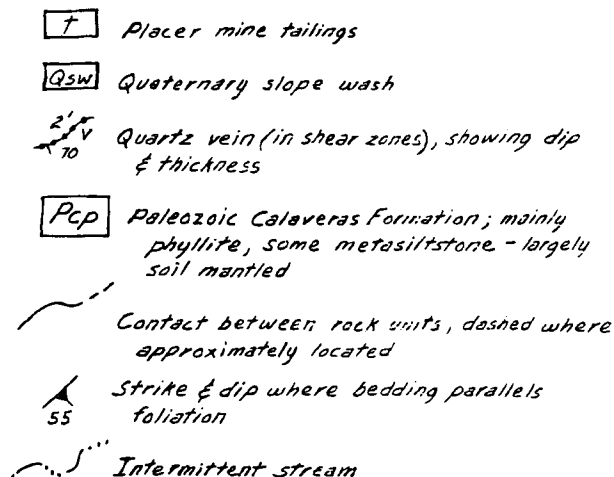 t Placer mine tailings
Qsw Quaternary slope wash
2' V 70 Quartz vein (in shear zones), showing dip
& thickness
Pcp Paleozoic Calaveras Formation; mainly
phyllite, some metasiltstone - largely
soil mantled
Contact between rock units, dashed where
approximately located
55 Strike & dip where bedding parallels
foliation
Intermittent stream